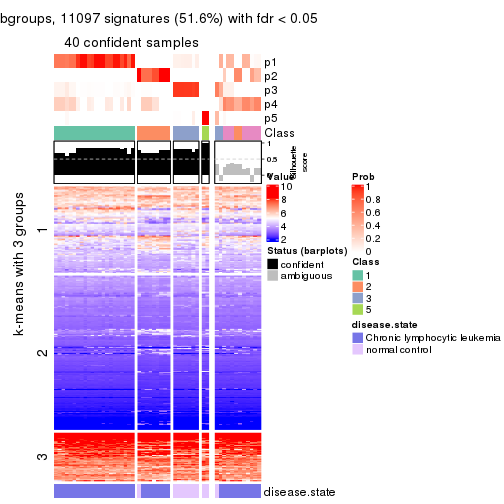 bgroups, 11097 signatures (51.6%) with fdr < 0.05
40 confident samples
p1
p2
p3
p4
p5
Class
1
0.5
0
Silhouette
score
k-means with 3 groups
1
2
3
Value
10
8
6
4
2
Status (barplots)
confident
ambiguous
Prob
1
0.8
0.6
0.4
0.2
0
Class
1
2
3
5
disease.state
Chronic lymphocytic leukemia
normal control
disease.state